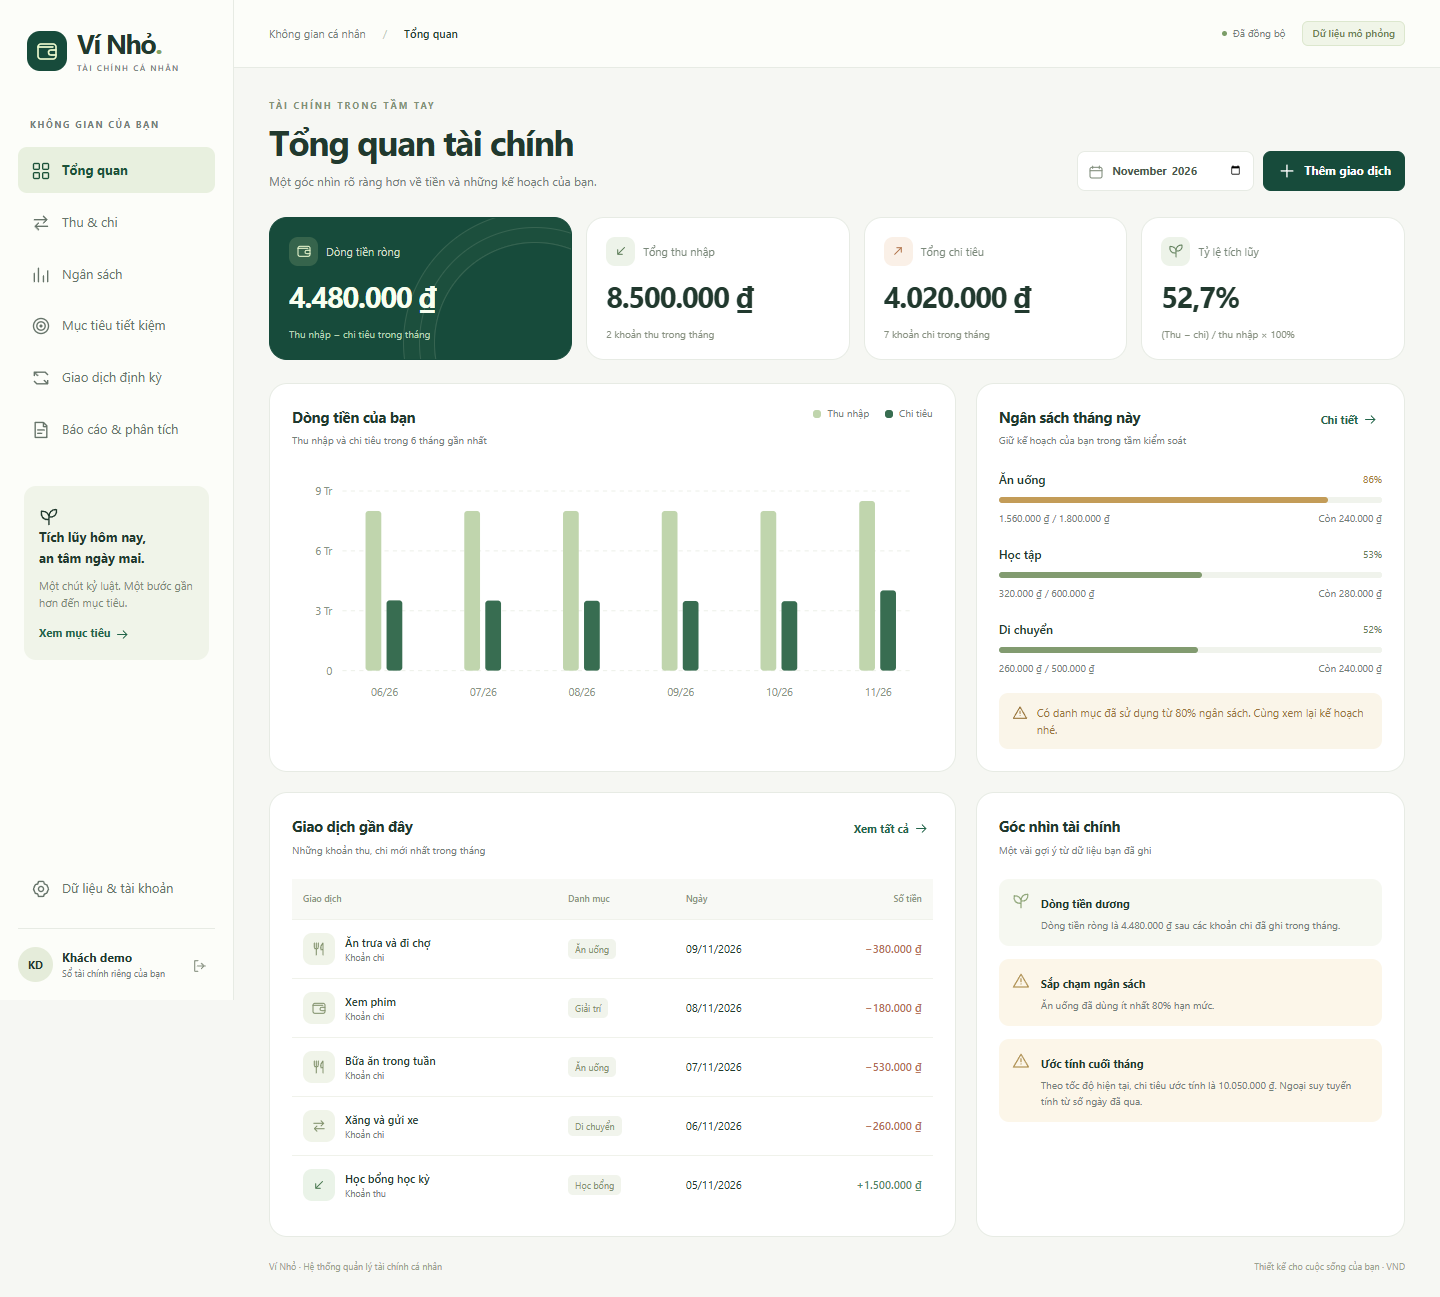 Ví Nhỏ.
TÀI CHÍNH CÁ NHÂN
KHÔNG GIAN CỦA BẠN
Tổng quan
Thu & chi
Ngân sách
Mục tiêu tiết kiệm
Giao dịch định kỳ
Báo cáo & phân tích
Tích lũy hôm nay,
an tâm ngày mai.
Một chút kỷ luật. Một bước gần
hơn đến mục tiêu.
Xem mục tiêu →
Dữ liệu & tài khoản
KD
Khách demo
Sổ tài chính riêng của bạn
Không gian cá nhân / Tổng quan
Đã đồng bộ
Dữ liệu mô phỏng
TÀI CHÍNH TRONG TẦM TAY
Tổng quan tài chính
Một góc nhìn rõ ràng hơn về tiền và những kế hoạch của bạn.
November 2026
Thêm giao dịch
Dòng tiền ròng
4.480.000 ₫
Thu nhập − chi tiêu trong tháng
Tổng thu nhập
8.500.000 ₫
2 khoản thu trong tháng
Tổng chi tiêu
4.020.000 ₫
7 khoản chi trong tháng
Tỷ lệ tích lũy
52,7%
(Thu − chi) / thu nhập × 100%
Dòng tiền của bạn
Thu nhập và chi tiêu trong 6 tháng gần nhất
Thu nhập
Chi tiêu
9 Tr
6 Tr
3 Tr
0
06/26 07/26 08/26 09/26 10/26 11/26
Ngân sách tháng này
Chi tiết →
Giữ kế hoạch của bạn trong tầm kiểm soát
Ăn uống 86%
1.560.000 ₫ / 1.800.000 ₫ Còn 240.000 ₫
Học tập 53%
320.000 ₫ / 600.000 ₫ Còn 280.000 ₫
Di chuyển 52%
260.000 ₫ / 500.000 ₫ Còn 240.000 ₫
Có danh mục đã sử dụng từ 80% ngân sách. Cùng xem lại kế hoạch
nhé.
Giao dịch gần đây
Xem tất cả →
Những khoản thu, chi mới nhất trong tháng
Giao dịch Danh mục Ngày Số tiền
Ăn trưa và đi chợ
Khoản chi
Ăn uống 09/11/2026 −380.000 ₫
Xem phim
Khoản chi
Giải trí 08/11/2026 −180.000 ₫
Bữa ăn trong tuần
Khoản chi
Ăn uống 07/11/2026 −530.000 ₫
Xăng và gửi xe
Khoản chi
Di chuyển 06/11/2026 −260.000 ₫
Học bổng học kỳ
Khoản thu
Học bổng 05/11/2026 +1.500.000 ₫
Góc nhìn tài chính
Một vài gợi ý từ dữ liệu bạn đã ghi
Dòng tiền dương
Dòng tiền ròng là 4.480.000 ₫ sau các khoản chi đã ghi trong tháng.
Sắp chạm ngân sách
Ăn uống đã dùng ít nhất 80% hạn mức.
Ước tính cuối tháng
Theo tốc độ hiện tại, chi tiêu ước tính là 10.050.000 ₫. Ngoại suy tuyến
tính từ số ngày đã qua.
Ví Nhỏ · Hệ thống quản lý tài chính cá nhân
Thiết kế cho cuộc sống của bạn · VND